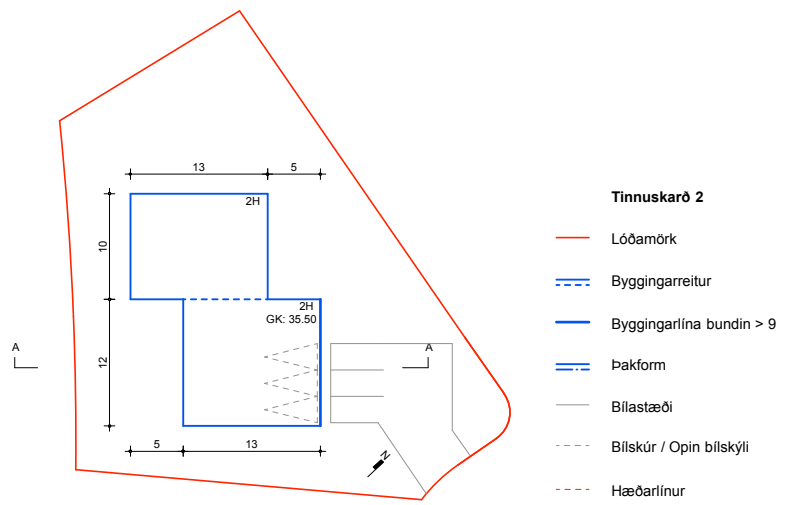 13
5
2H
10
2H
GK: 35.50
12
A
A
5
13
N
Tinnuskarð 2
Lóðamörk
Byggingarreitur
Byggingarlína bundin > 9
Þakform
Bílastæði
Bílskúr / Opin bílskýli
Hæðarlínur